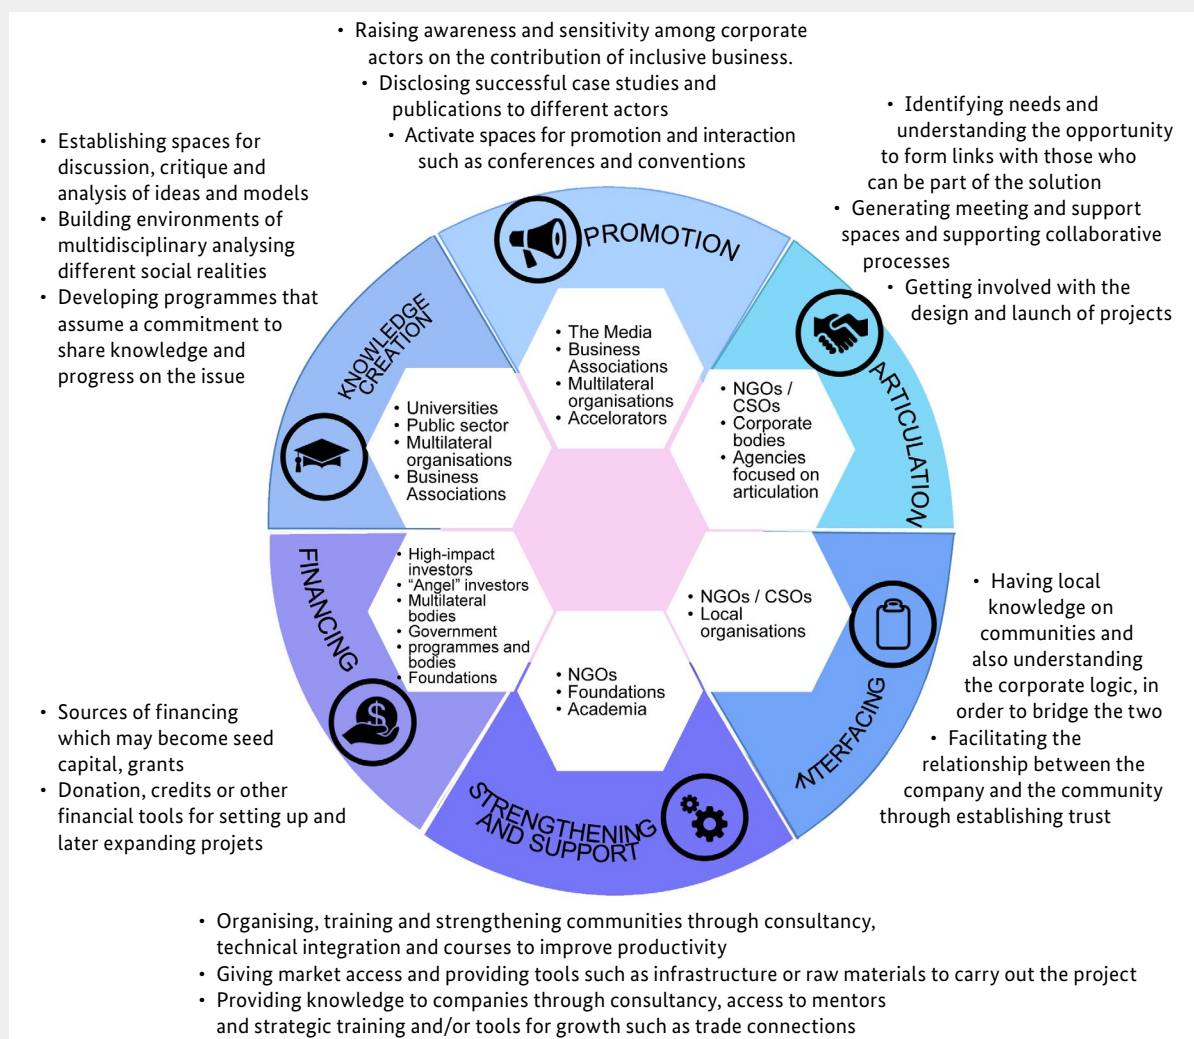 • Raising awareness and sensitivity among corporate
actors on the contribution of inclusive business.
• Disclosing successful case studies and
publications to different actors
• Activate spaces for promotion and interaction
such as conferences and conventions
• Identifying needs and
understanding the opportunity
to form links with those who
can be part of the solution
• Generating meeting and support
spaces and supporting collaborative
processes
• Getting involved with the
design and launch of projects
• Establishing spaces for
discussion, critique and
analysis of ideas and models
• Building environments of
multidisciplinary analysing
different social realities
• Developing programmes that
assume a commitment to
share knowledge and
progress on the issue
PROMOTION
• The Media
• Business
Associations
• Multilateral
organisations
• Accelorators
KNOWLEDGE
CREATION
• Universities
• Public sector
• Multilateral
organisations
• Business
Associations
ARTICULATION
• NGOs /
CSOs
• Corporate
bodies
• Agencies
focused on
articulation
FINANCING
• High-impact
investors
• “Angel” investors
• Multilateral
bodies
• Government
• programmes and
bodies
• Foundations
$
INTERFACING
• NGOs / CSOs
• Local
organisations
STRENGTHENING
AND SUPPORT
• NGOs
• Foundations
• Academia
• Having local
knowledge on
communities and
also understanding
the corporate logic, in
order to bridge the two
• Facilitating the
relationship between the
company and the community
through establishing trust
• Sources of financing
which may become seed
capital, grants
• Donation, credits or other
financial tools for setting up and
later expanding projets
• Organising, training and strengthening communities through consultancy,
technical integration and courses to improve productivity
• Giving market access and providing tools such as infrastructure or raw materials to carry out the project
• Providing knowledge to companies through consultancy, access to mentors
and strategic training and/or tools for growth such as trade connections